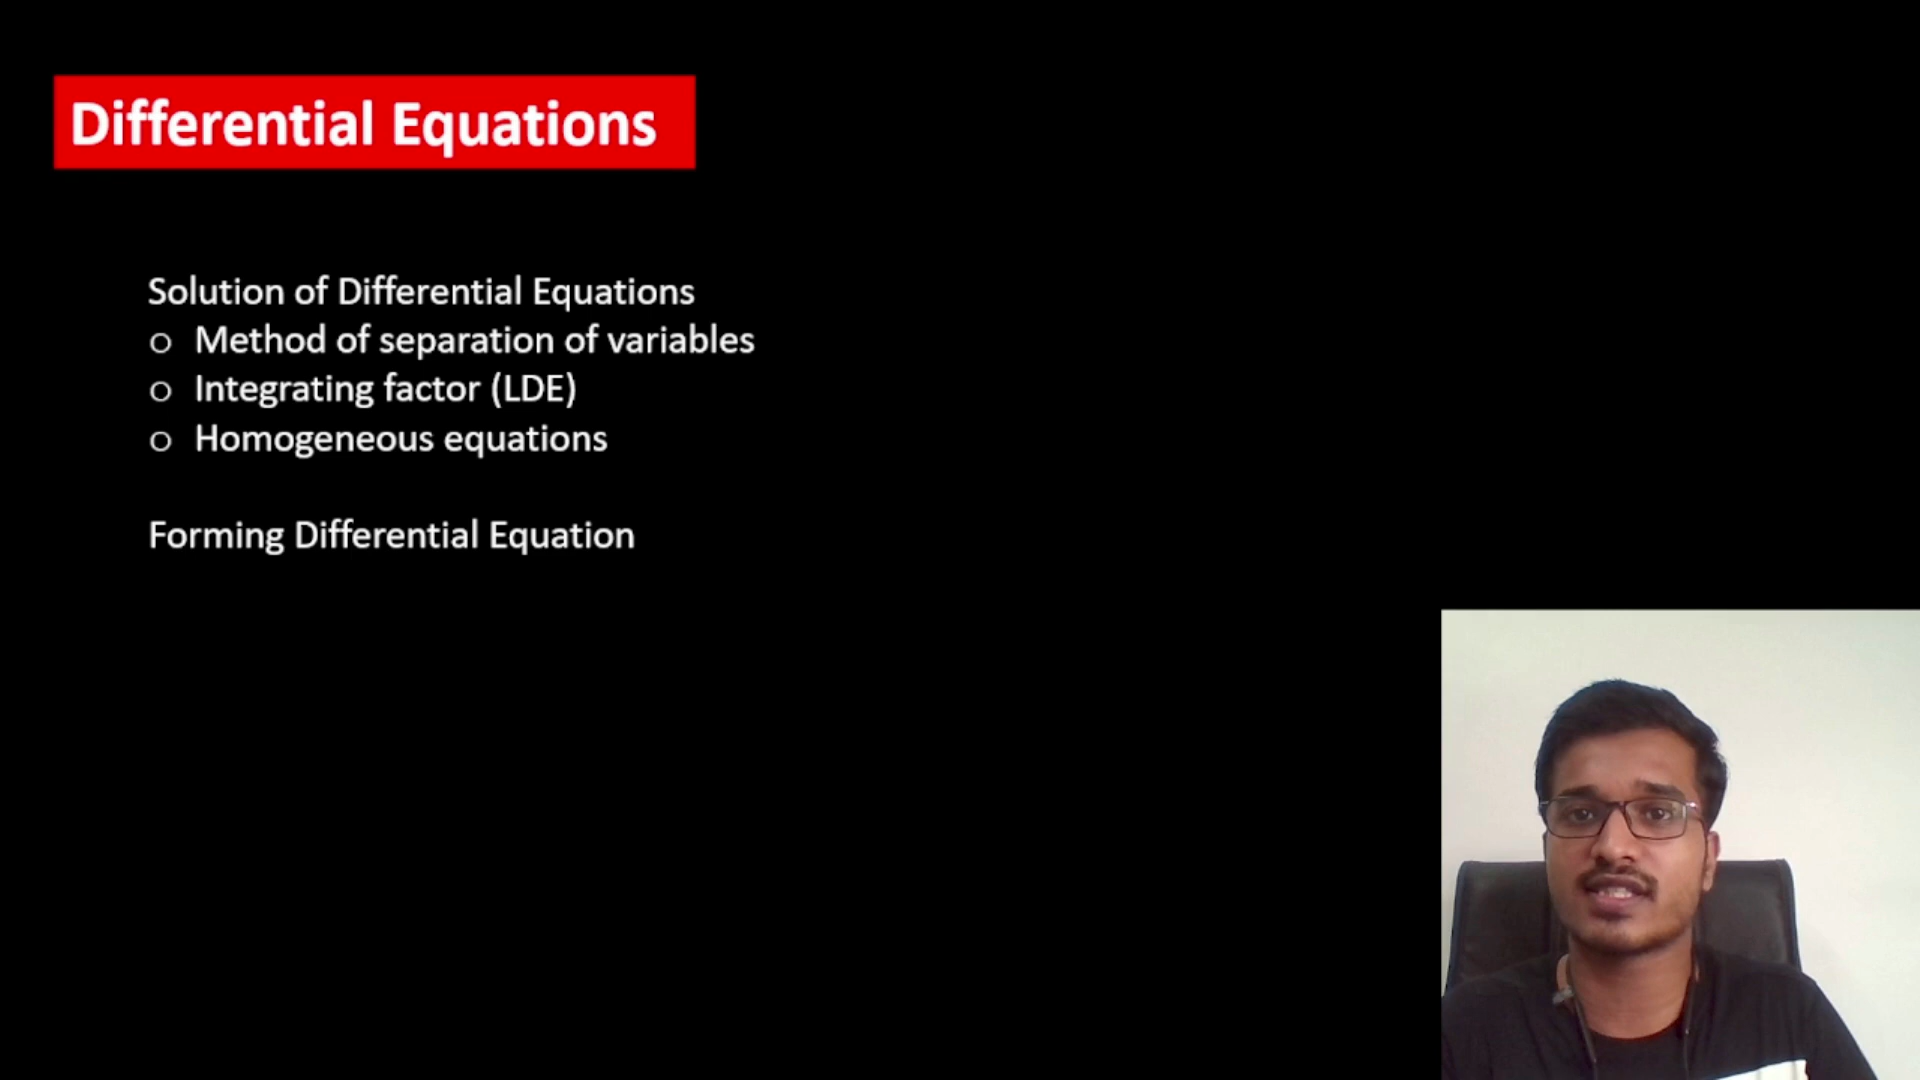 Differential Equations
Solution of Differential Equations
o Method of separation of variables
o Integrating factor (LDE)
o Homogeneous equations
Forming Differential Equation